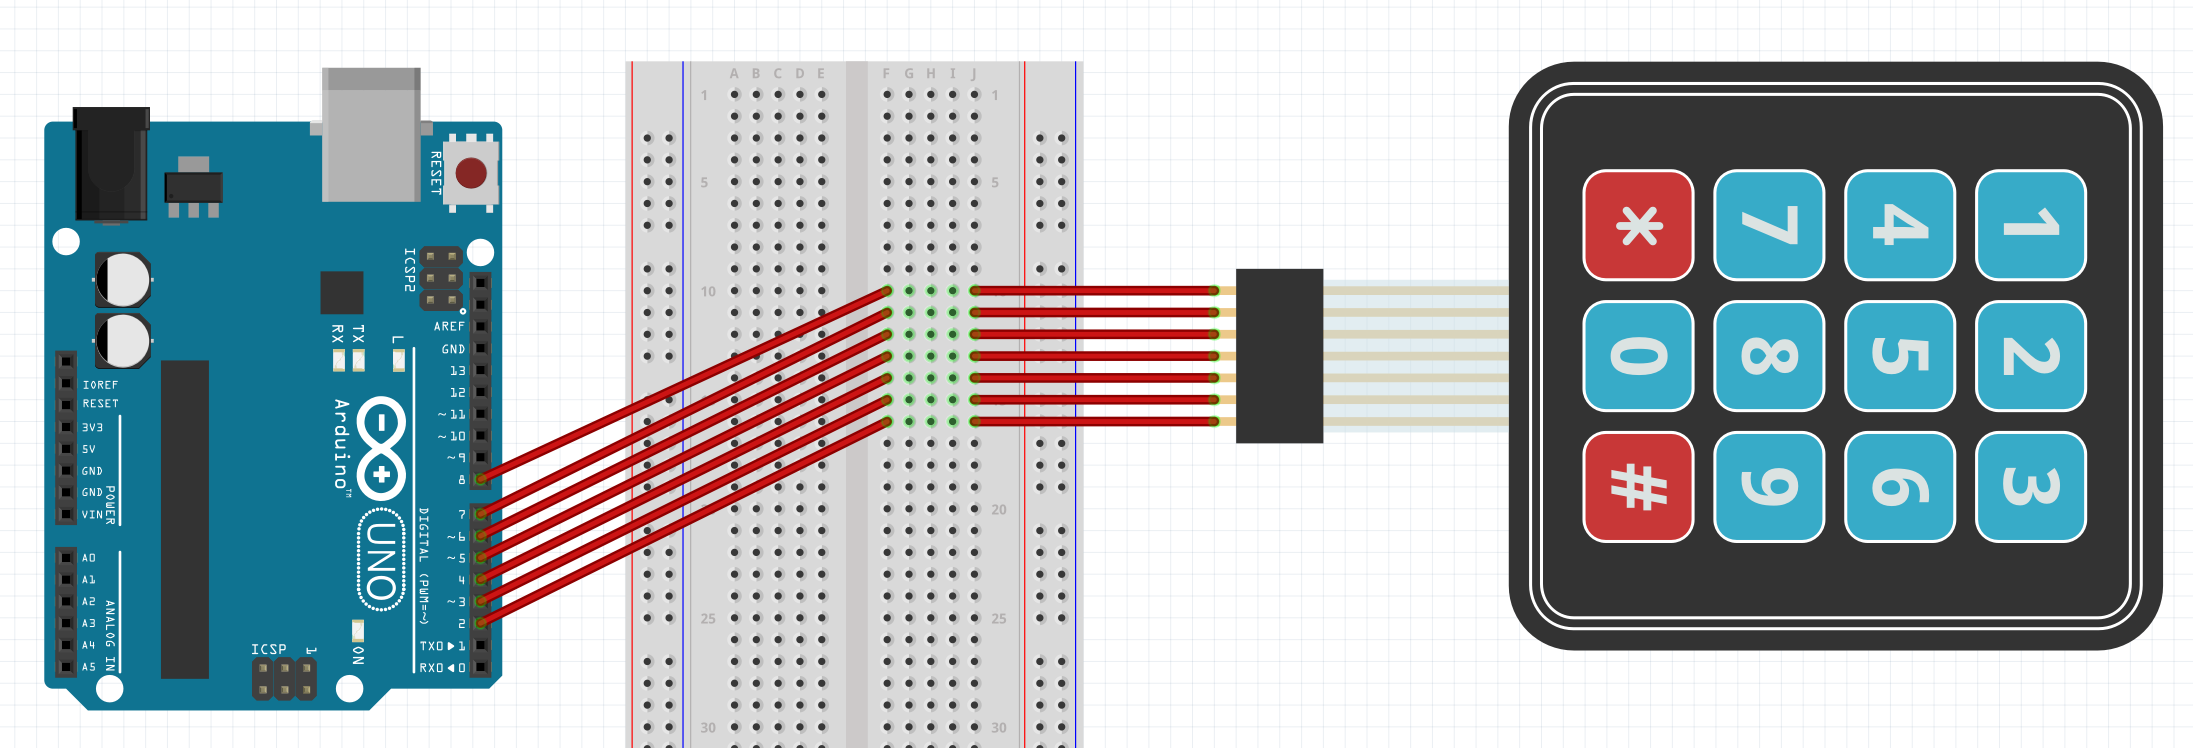 RESET
ICSP2
AREF
GND
13
12
~11
~10
~9
8
7
~6
~5
4
~3
2
TX0▶1
RX0◀0
DIGITAL (PWM=~)
RX
TX
L
Arduino™
UNO
ON
ICSP
1
IOREF
RESET
3V3
5V
GND
GND
VIN
POWER
A0
A1
A2
A3
A4
A5
ANALOG IN
A B C D E F G H I J
1 1
5 5
10
20
25 25
30 30
* 7 4 1
0 8 5 2
# 9 6 3